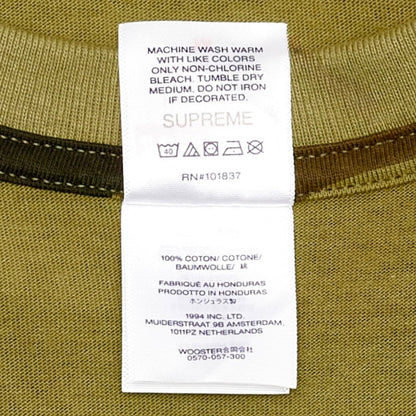 MACHINE WASH WARM
WITH LIKE COLORS
ONLY NON-CHLORINE
BLEACH. TUMBLE DRY
MEDIUM. DO NOT IRON
IF DECORATED.
SUPREME
40
RN#101837
100% COTON/ COTONE/
BAUMWOLLE/ 綿
FABRIQUÉ AU HONDURAS
PRODOTTO IN HONDURAS
ホンジュラス製
1994 INC. LTD.
MUIDERSTRAAT 9B AMSTERDAM,
1011PZ NETHERLANDS
WOOSTER合同会社
0570-057-300